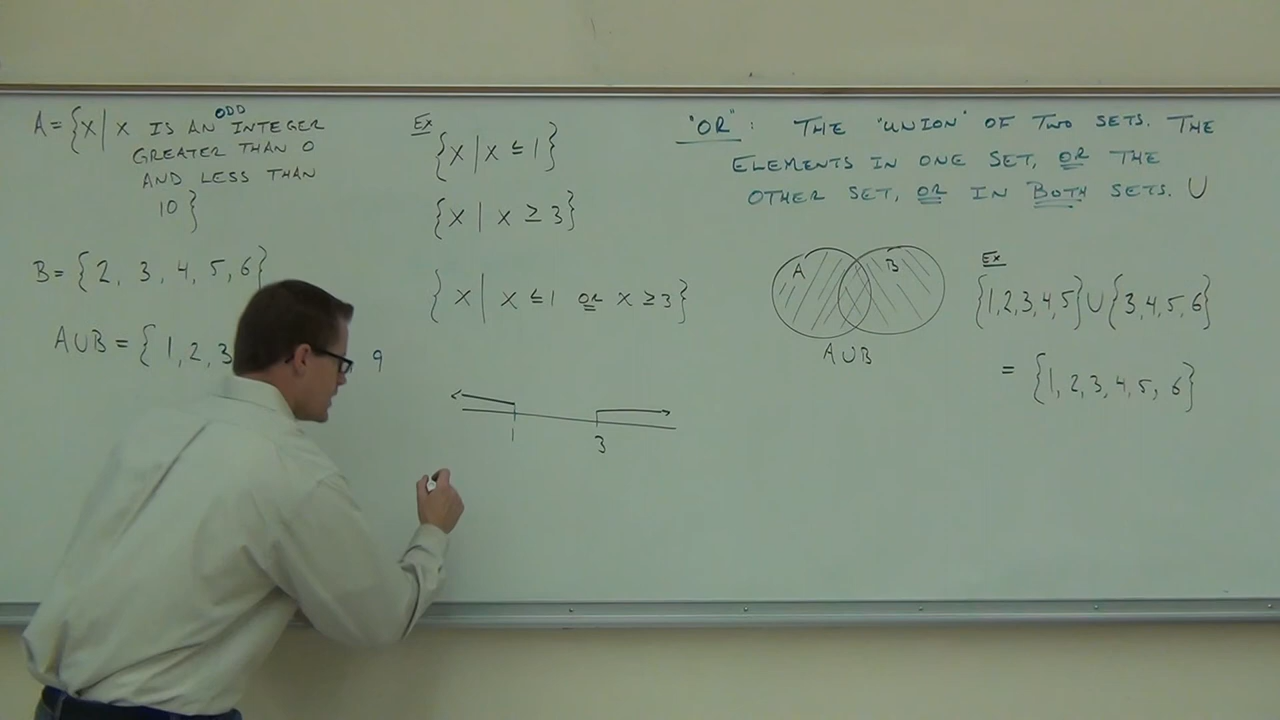 A = {X | X IS AN ODD INTEGER
GREATER THAN 0
AND LESS THAN
10}
B = {2, 3, 4, 5, 6}
A∪B = {1, 2, 3 9
Ex
{X | X ≤ 1}
{X | X ≥ 3}
{X | X ≤ 1 OR X ≥ 3}
1 3
"OR": THE "UNION" OF TWO SETS. THE
ELEMENTS IN ONE SET, OR THE
OTHER SET, OR IN BOTH SETS. ∪
A B
A∪B
Ex
{1,2,3,4,5}∪{3,4,5,6}
= {1, 2, 3, 4, 5, 6}